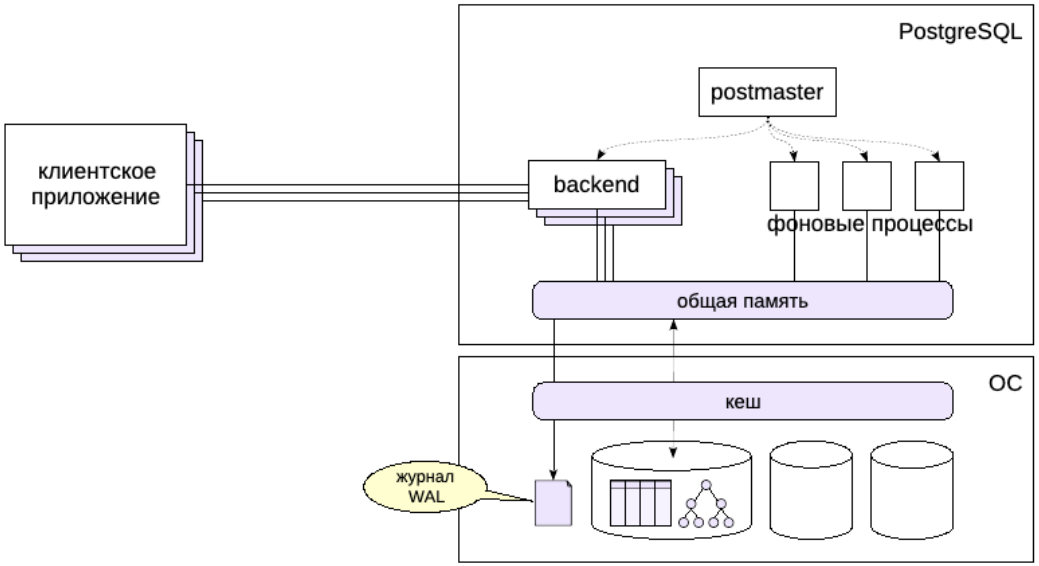 PostgreSQL
postmaster
клиентское
приложение
backend
фоновые процессы
общая память
ОС
кеш
журнал
WAL